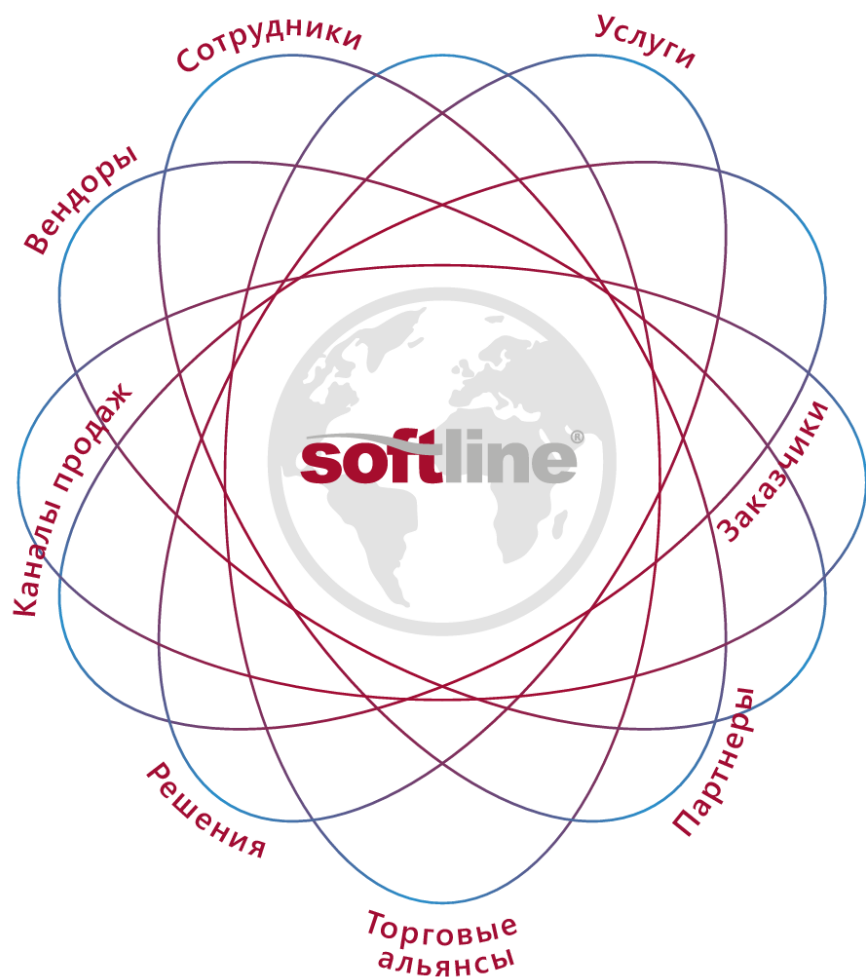 Сотрудники
Услуги
Вендоры
Каналы продаж
softline®
Заказчики
Решения
Партнеры
Торговые
альянсы